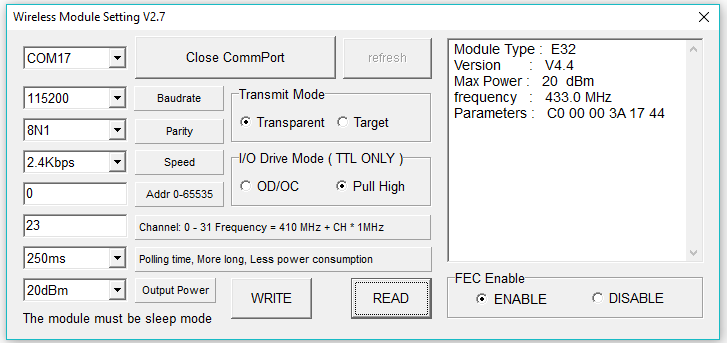 Wireless Module Setting V2.7
COM17
Close CommPort
refresh
115200
Baudrate
8N1
Parity
2.4Kbps
Speed
0
Addr 0-65535
23
Channel: 0 - 31 Frequency = 410 MHz + CH * 1MHz
250ms
Polling time, More long, Less power consumption
20dBm
Output Power
WRITE
READ
The module must be sleep mode
Transmit Mode
Transparent
Target
I/O Drive Mode ( TTL ONLY )
OD/OC
Pull High
Module Type : E32
Version : V4.4
Max Power : 20 dBm
frequency : 433.0 MHz
Parameters : C0 00 00 3A 17 44
FEC Enable
ENABLE
DISABLE